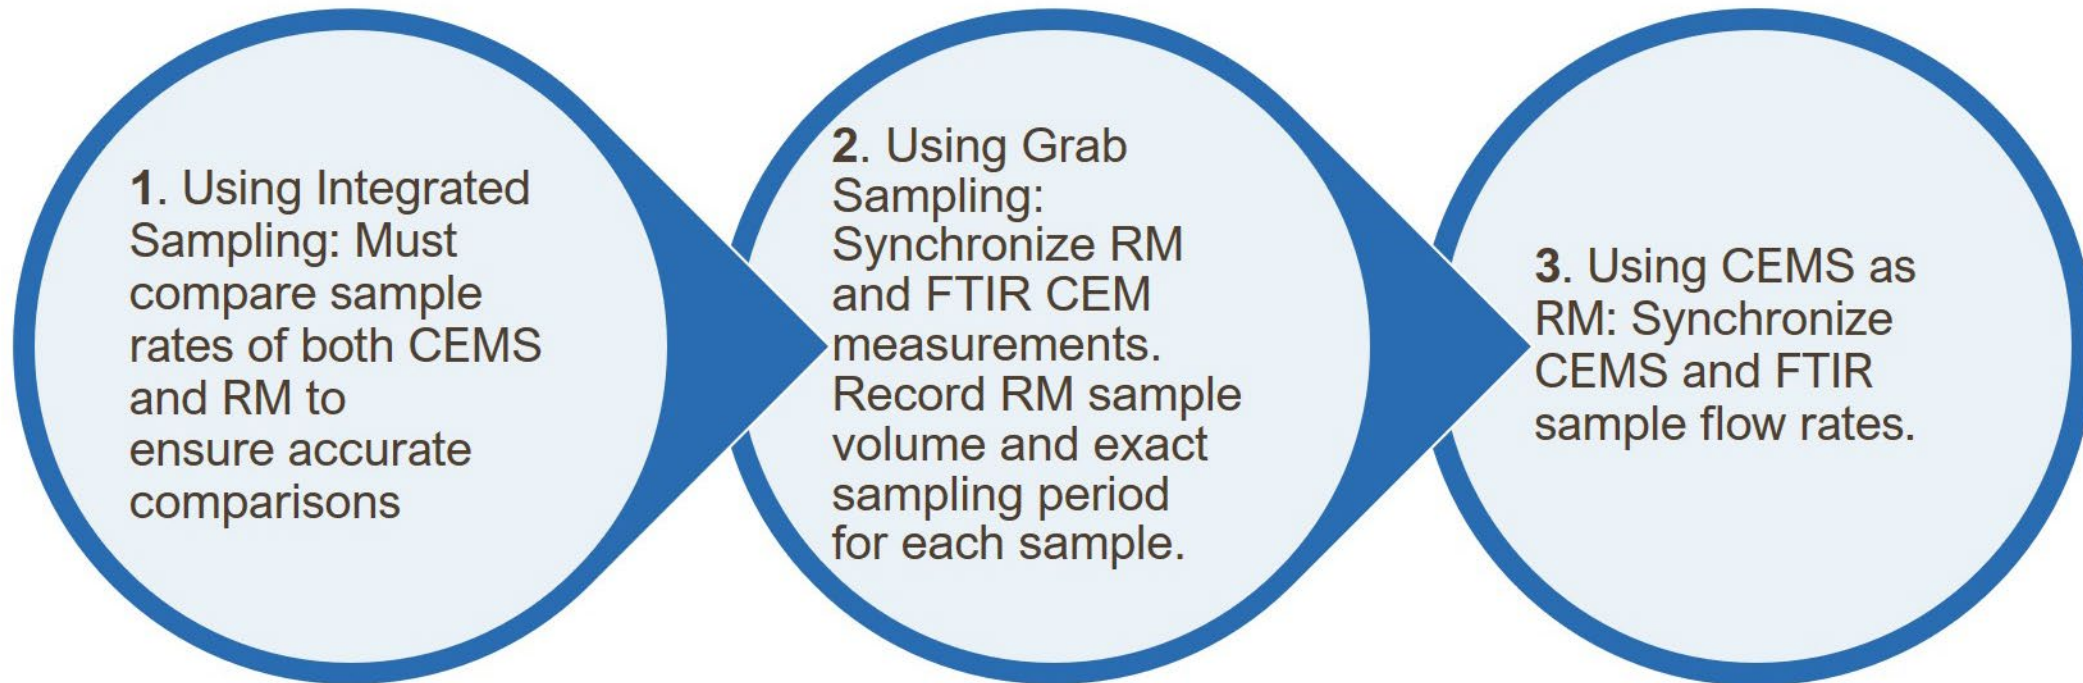 1. Using Integrated
Sampling: Must
compare sample
rates of both CEMS
and RM to
ensure accurate
comparisons
2. Using Grab
Sampling:
Synchronize RM
and FTIR CEM
measurements.
Record RM sample
volume and exact
sampling period
for each sample.
3. Using CEMS as
RM: Synchronize
CEMS and FTIR
sample flow rates.